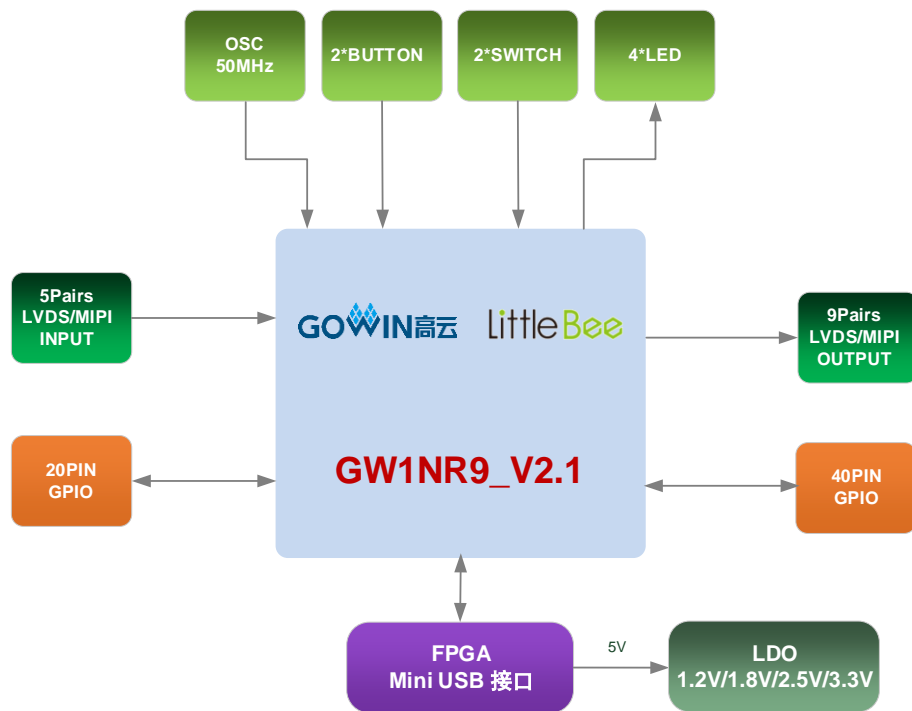 OSC
50MHz
2*BUTTON
2*SWITCH
4*LED
5Pairs
LVDS/MIPI
INPUT
GOWIN高云
LittleBee
9Pairs
LVDS/MIPI
OUTPUT
GW1NR9_V2.1
20PIN
GPIO
40PIN
GPIO
FPGA
Mini USB 接口
5V
LDO
1.2V/1.8V/2.5V/3.3V